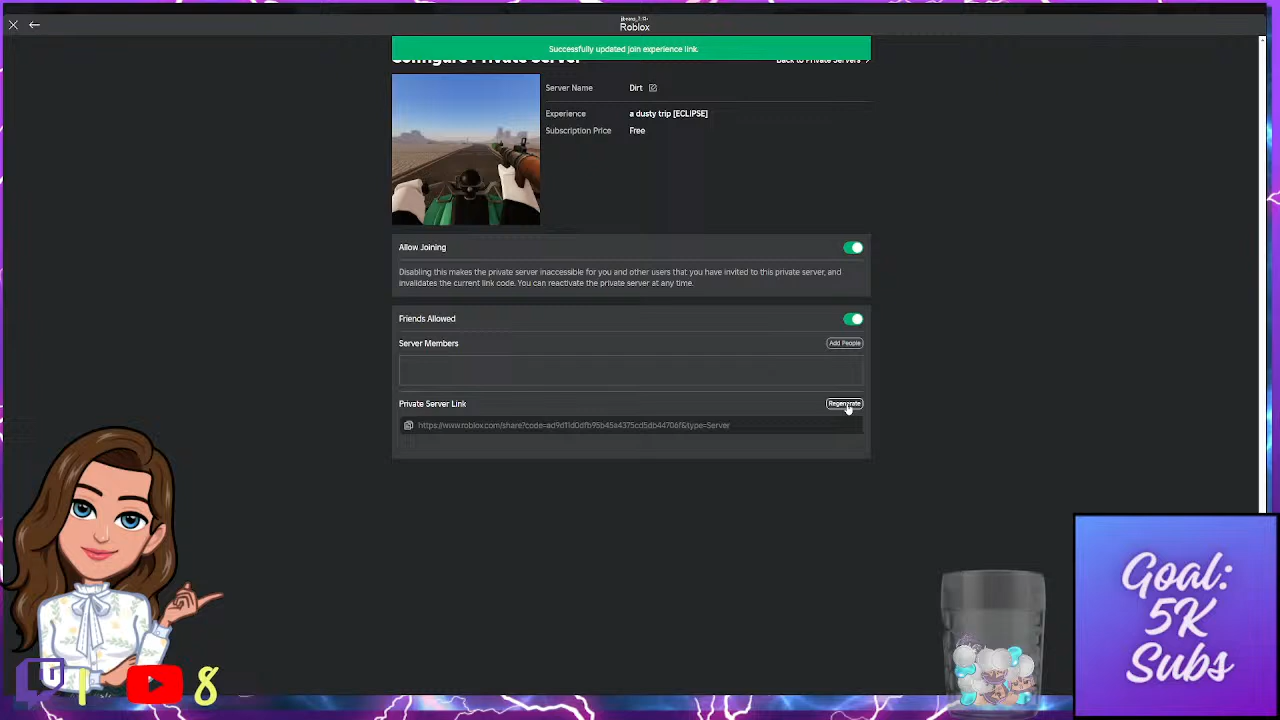 Roblox
Successfully updated join experience link.
Configure Private Server
Back to Private Servers
Server Name
Dirt
Experience
a dusty trip [ECLIPSE]
Subscription Price
Free
Allow Joining
Disabling this makes the private server inaccessible for you and other users that you have invited to this private server, and
invalidates the current link code. You can reactivate the private server at any time.
Friends Allowed
Server Members
Add People
Private Server Link
Regenerate
Goal:
5K
Subs
1
8